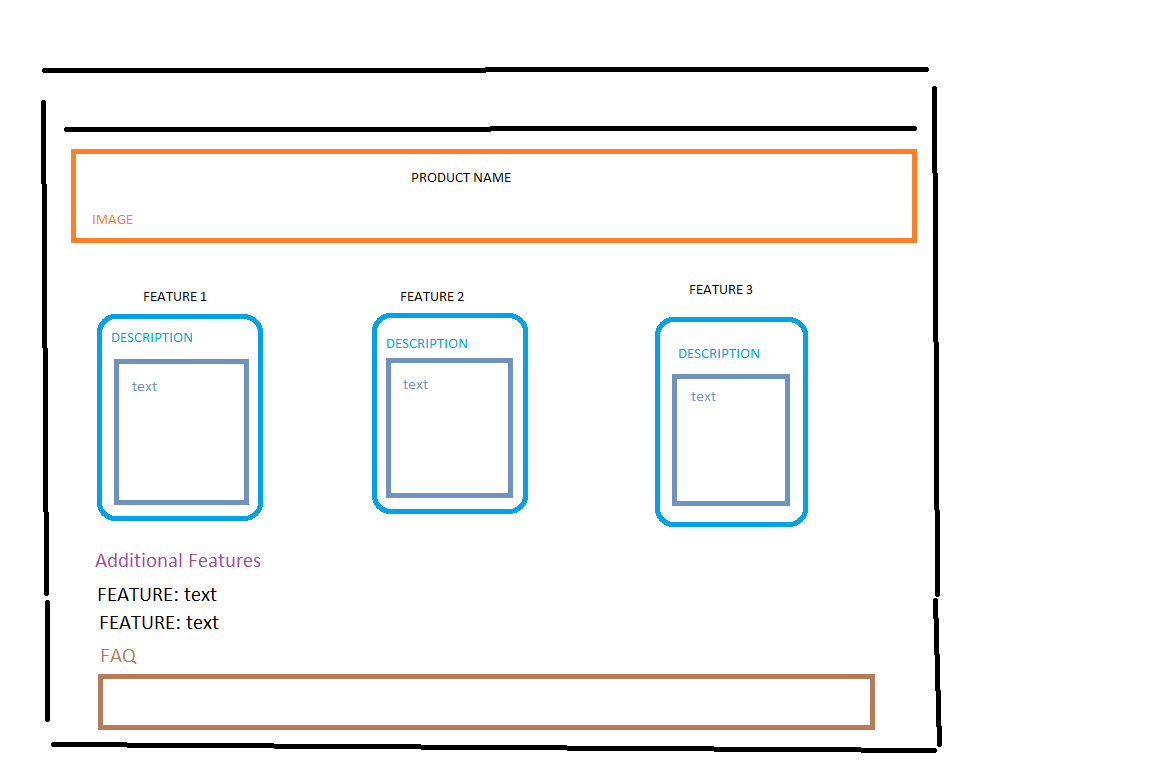 PRODUCT NAME
IMAGE
FEATURE 1
FEATURE 2
FEATURE 3
DESCRIPTION
DESCRIPTION
DESCRIPTION
text
text
text
Additional Features
FEATURE: text
FEATURE: text
FAQ